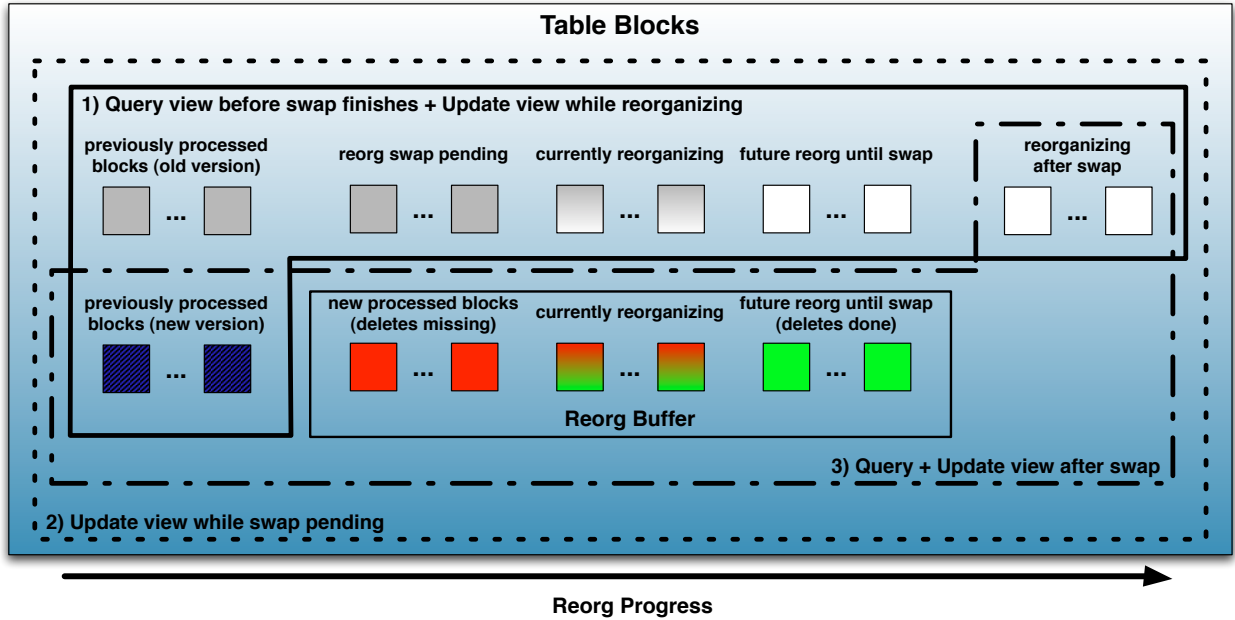 Table Blocks
1) Query view before swap finishes + Update view while reorganizing
previously processed
blocks (old version)
...
reorg swap pending
...
currently reorganizing
...
future reorg until swap
...
reorganizing
after swap
...
previously processed
blocks (new version)
...
new processed blocks
(deletes missing)
...
currently reorganizing
...
future reorg until swap
(deletes done)
...
Reorg Buffer
3) Query + Update view after swap
2) Update view while swap pending
Reorg Progress